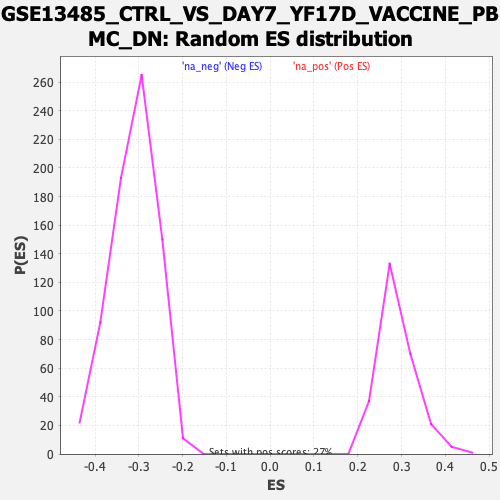 GSE13485_CTRL_VS_DAY7_YF17D_VACCINE_PB
MC_DN: Random ES distribution
'na_neg' (Neg ES) 'na_pos' (Pos ES)
260
240
220
200
180
160
140
120
100
80
60
40
20
0
P(ES)
Sets with pos scores: 27%
-0.4 -0.3 -0.2 -0.1 0.0 0.1 0.2 0.3 0.4 0.5
ES